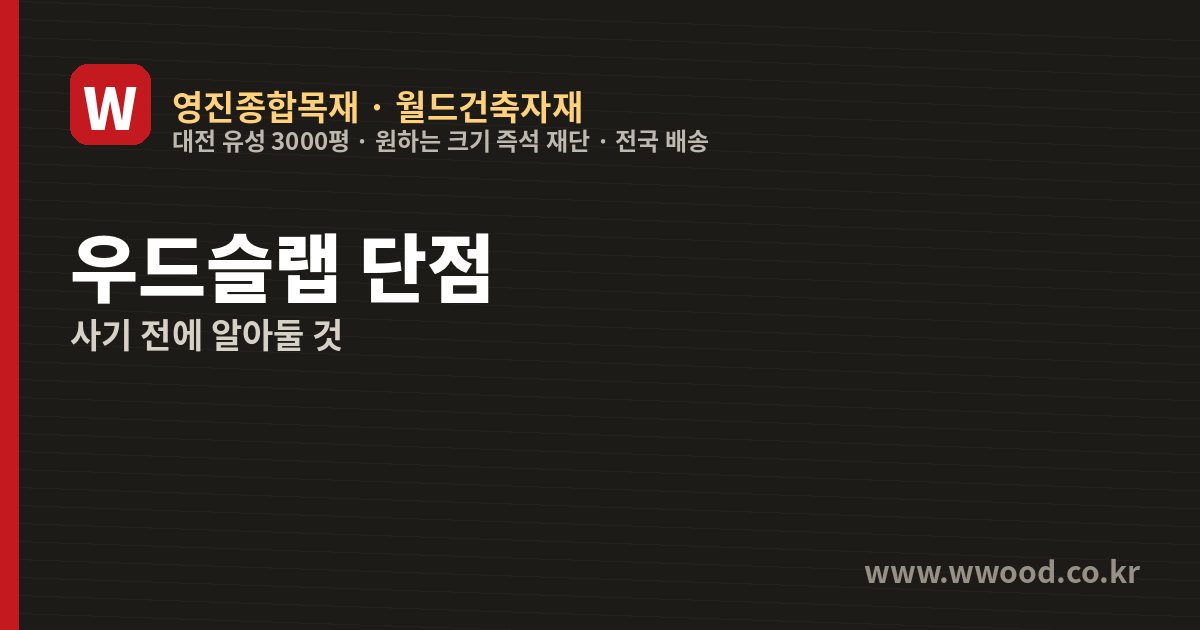 W
영진종합목재 · 월드건축자재
대전 유성 3000평 · 원하는 크기 즉석 재단 · 전국 배송
우드슬랩 단점
사기 전에 알아둘 것
www.wwood.co.kr